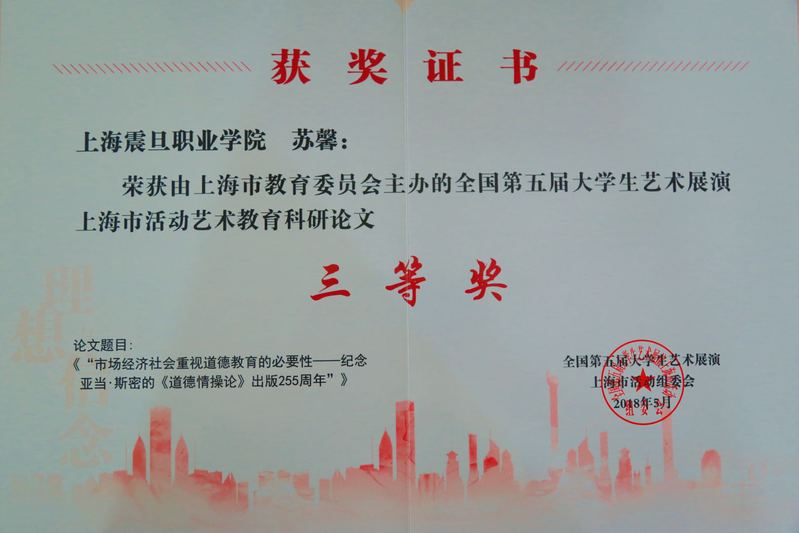 获奖证书
上海震旦职业学院 苏馨：
荣获由上海市教育委员会主办的全国第五届大学生艺术展演
上海市活动艺术教育科研论文
三等奖
理想信念
论文题目：
《“市场经济社会重视道德教育的必要性——纪念
亚当·斯密的《道德情操论》出版255周年”》
全国第五届大学生艺术展演
上海市活动组委会
2018年5月
组委会